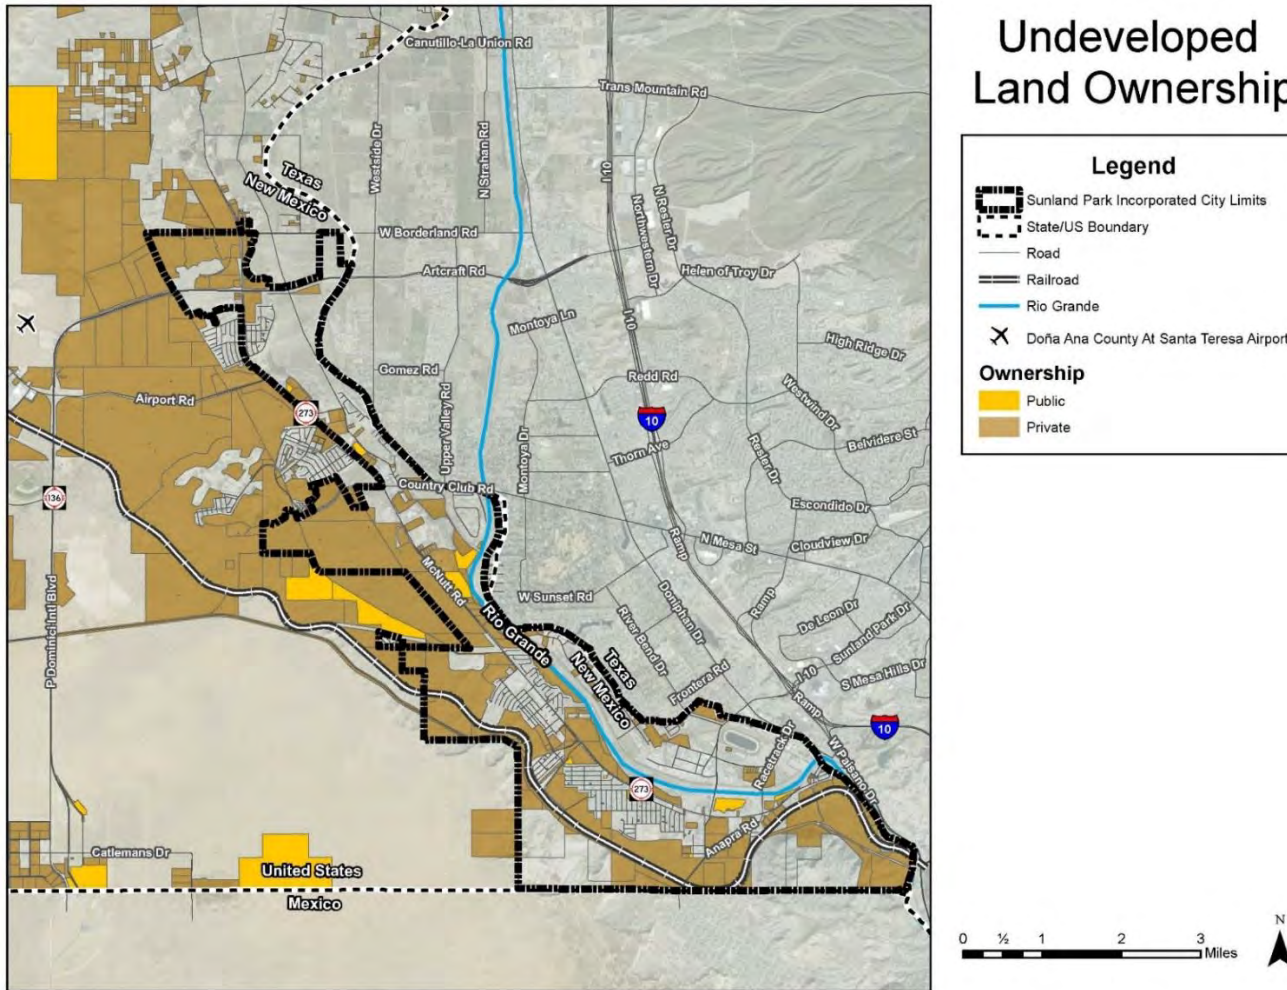 Undeveloped
Land Ownership
Legend
Sunland Park Incorporated City Limits
State/US Boundary
Road
Railroad
Rio Grande
Doña Ana County At Santa Teresa Airport
Ownership
Public
Private
Canutillo-La Union Rd
Trans Mountain Rd
Westside Dr
N Strahan Rd
I 10
N Resler Dr
Northwestern Dr
Texas
New Mexico
W Borderland Rd
Artcraft Rd
Helen of Troy Dr
I 10
Montoya Ln
High Ridge Dr
Gomez Rd
Redd Rd
Airport Rd
273
Upper Valley Rd
Westwind Dr
10
Belvidere St
Thorn Ave
Montoya Dr
Resler Dr
Country Club Rd
136
Escondido Dr
Ramp
N Mesa St
Cloudview Dr
McNutt Rd
W Sunset Rd
Doniphan Dr
Ramp
De Leon Dr
Sunland Park Dr
P Dominici Intl Blvd
Rio Grande
River Bend Dr
Texas
New Mexico
Frontera Rd
I-10
S Mesa Hills Dr
Ramp
10
Racetrack Dr
W Paisano Dr
273
Anapra Rd
Catlemans Dr
United States
Mexico
N
0 ½ 1 2 3
Miles